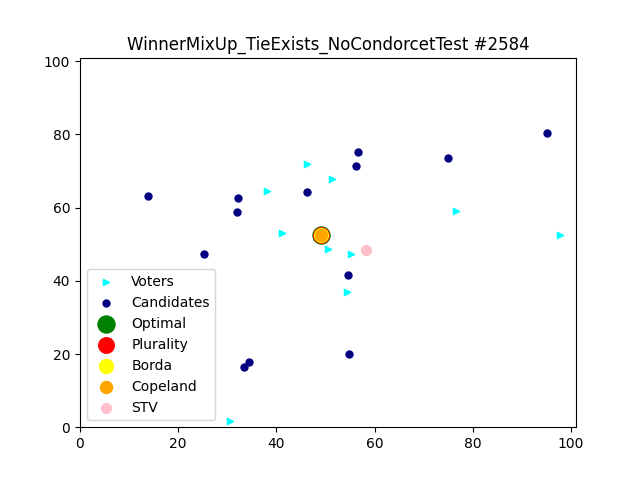 WinnerMixUp_TieExists_NoCondorcetTest #2584
100
80
60
40
20
0
Voters
Candidates
Optimal
Plurality
Borda
Copeland
STV
0 20 40 60 80 100